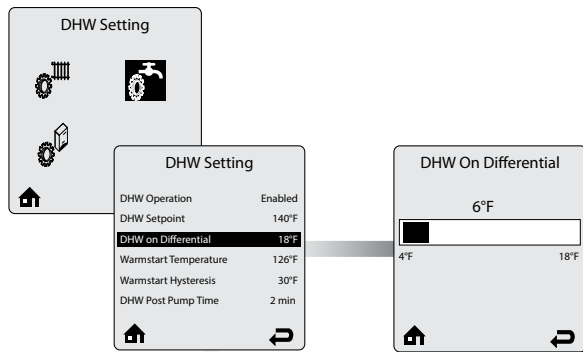 DHW Setting
DHW Setting
DHW Operation Enabled
DHW Setpoint 140°F
DHW on Differential 18°F
Warmstart Temperature 126°F
Warmstart Hysteresis 30°F
DHW Post Pump Time 2 min
DHW On Differential
6°F
4°F 18°F